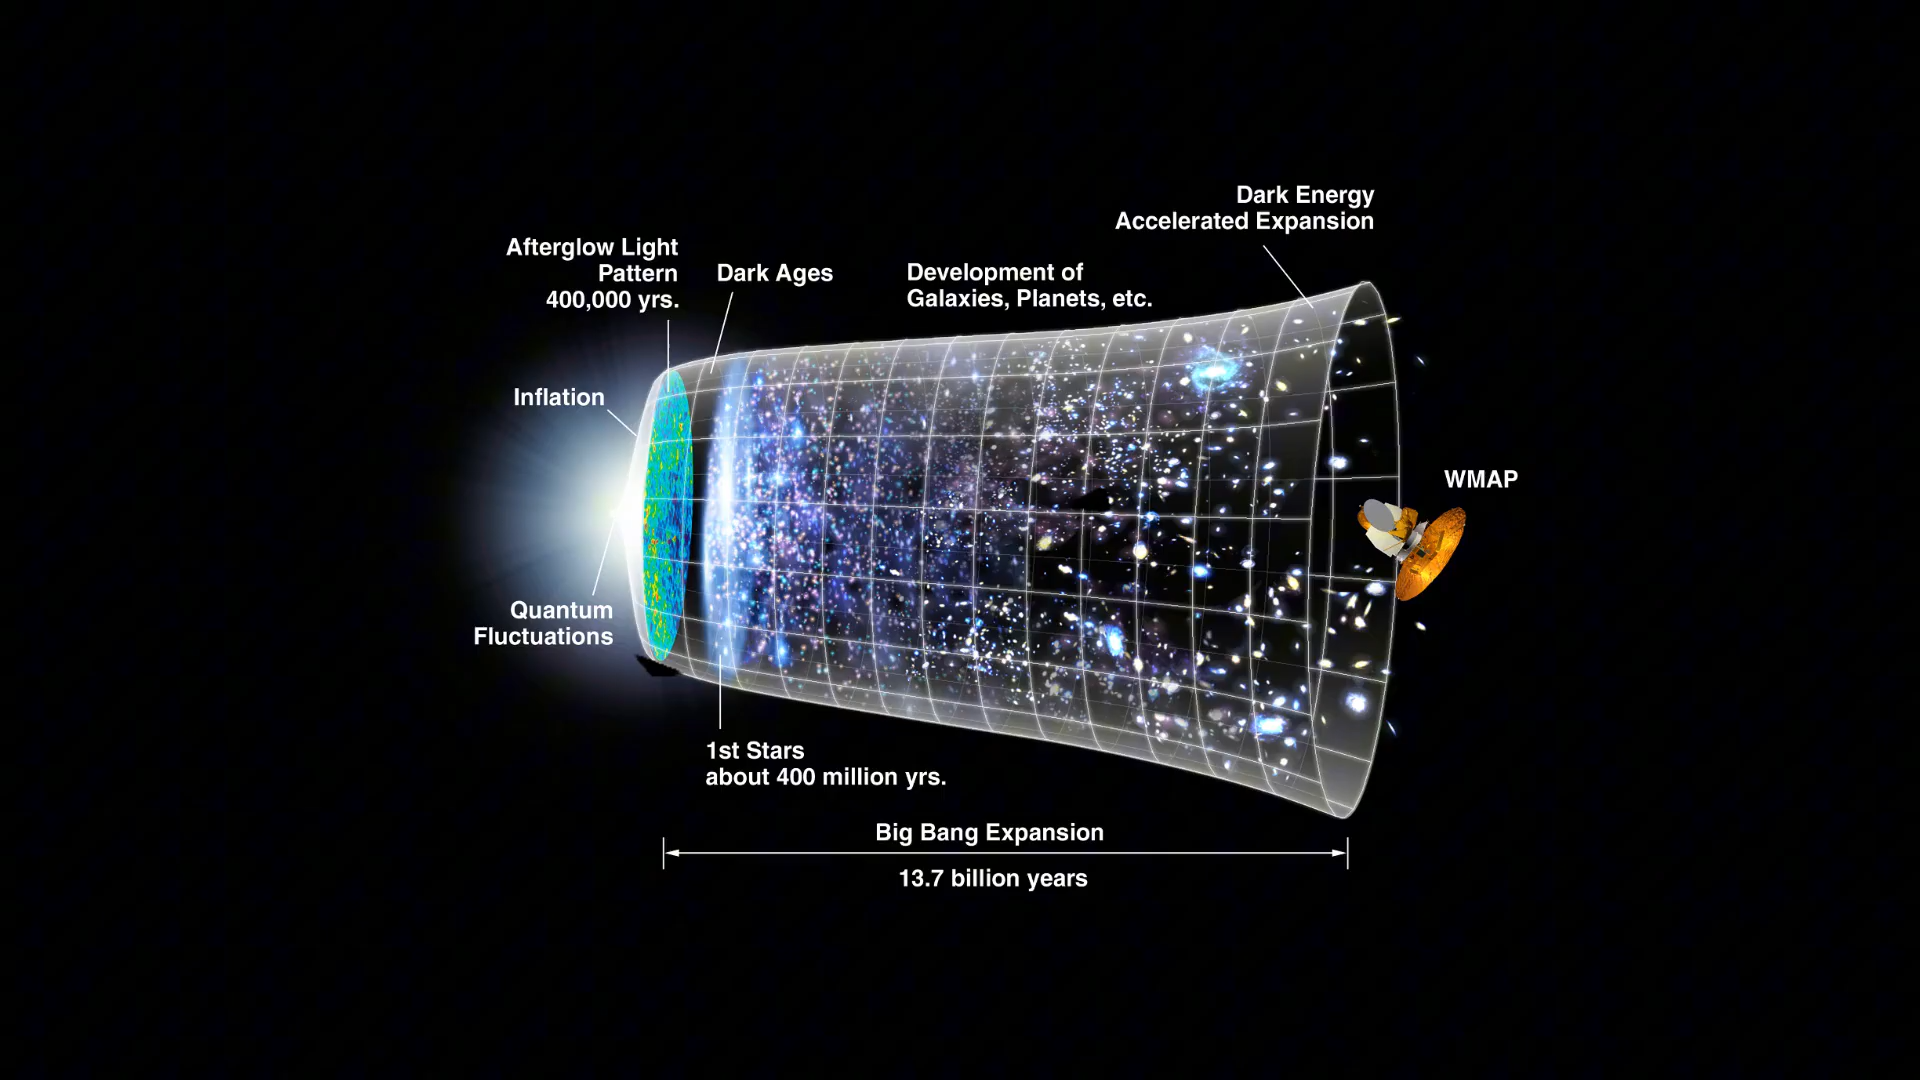 Dark Energy
Accelerated Expansion
Afterglow Light
Pattern
400,000 yrs.
Dark Ages
Development of
Galaxies, Planets, etc.
Inflation
WMAP
Quantum
Fluctuations
1st Stars
about 400 million yrs.
Big Bang Expansion
13.7 billion years